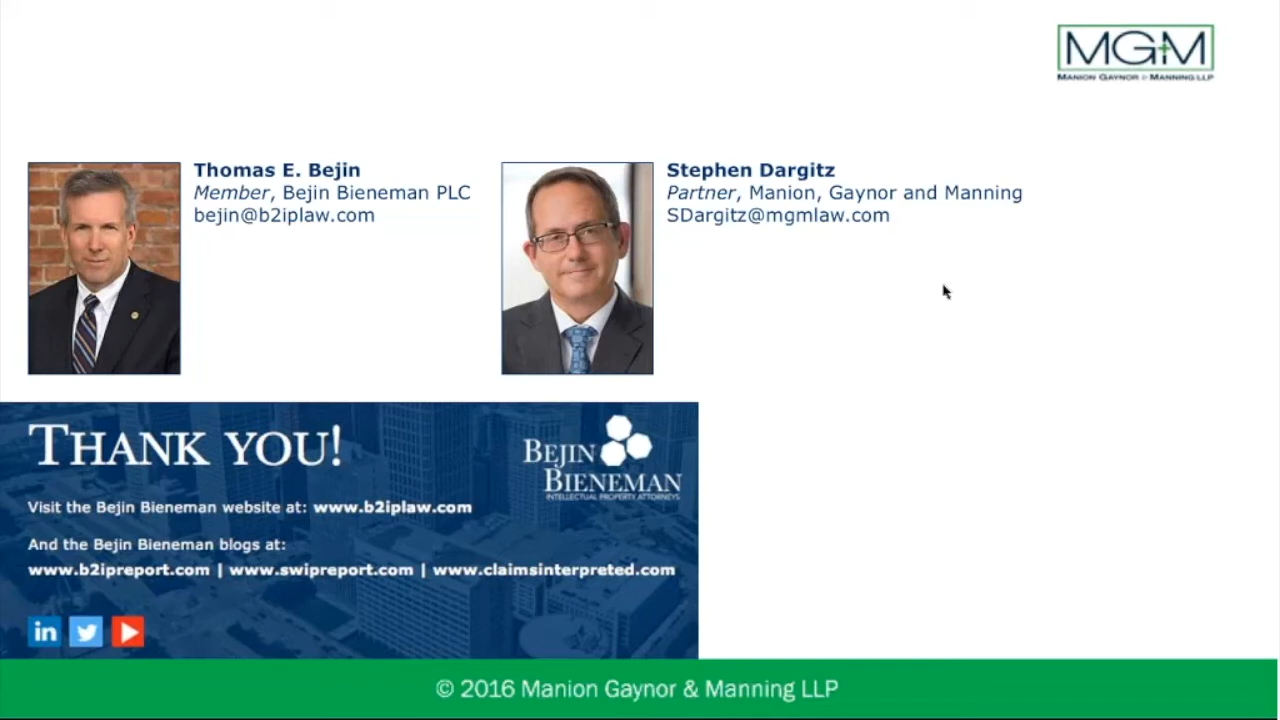 MG+M
MANION GAYNOR & MANNING LLP
Thomas E. Bejin
Member, Bejin Bieneman PLC
bejin@b2iplaw.com
Stephen Dargitz
Partner, Manion, Gaynor and Manning
SDargitz@mgmlaw.com
THANK YOU!
BEJIN
BIENEMAN
INTELLECTUAL PROPERTY ATTORNEYS
Visit the Bejin Bieneman website at: www.b2iplaw.com
And the Bejin Bieneman blogs at:
www.b2ipreport.com | www.swipreport.com | www.claimsinterpreted.com
in
© 2016 Manion Gaynor & Manning LLP